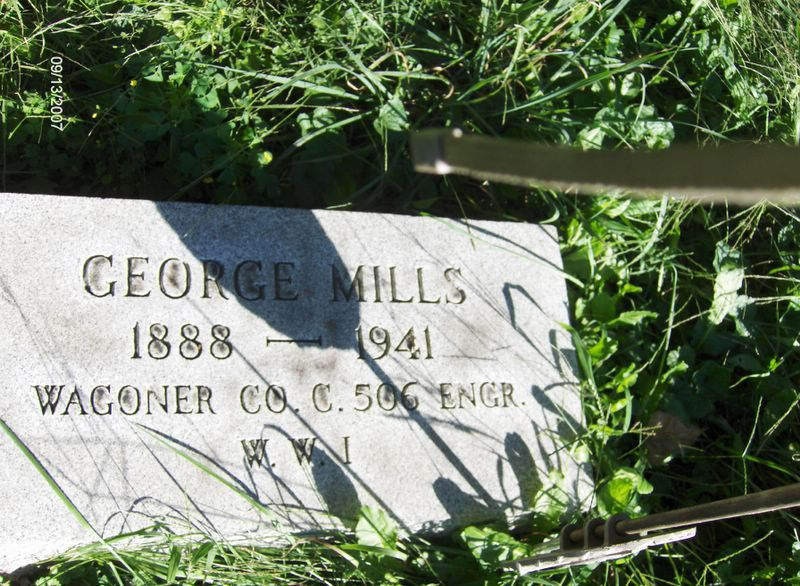 09/13/2007
GEORGE MILLS
1888 — 1941
WAGONER CO. C. 506 ENGR.
W. W. I